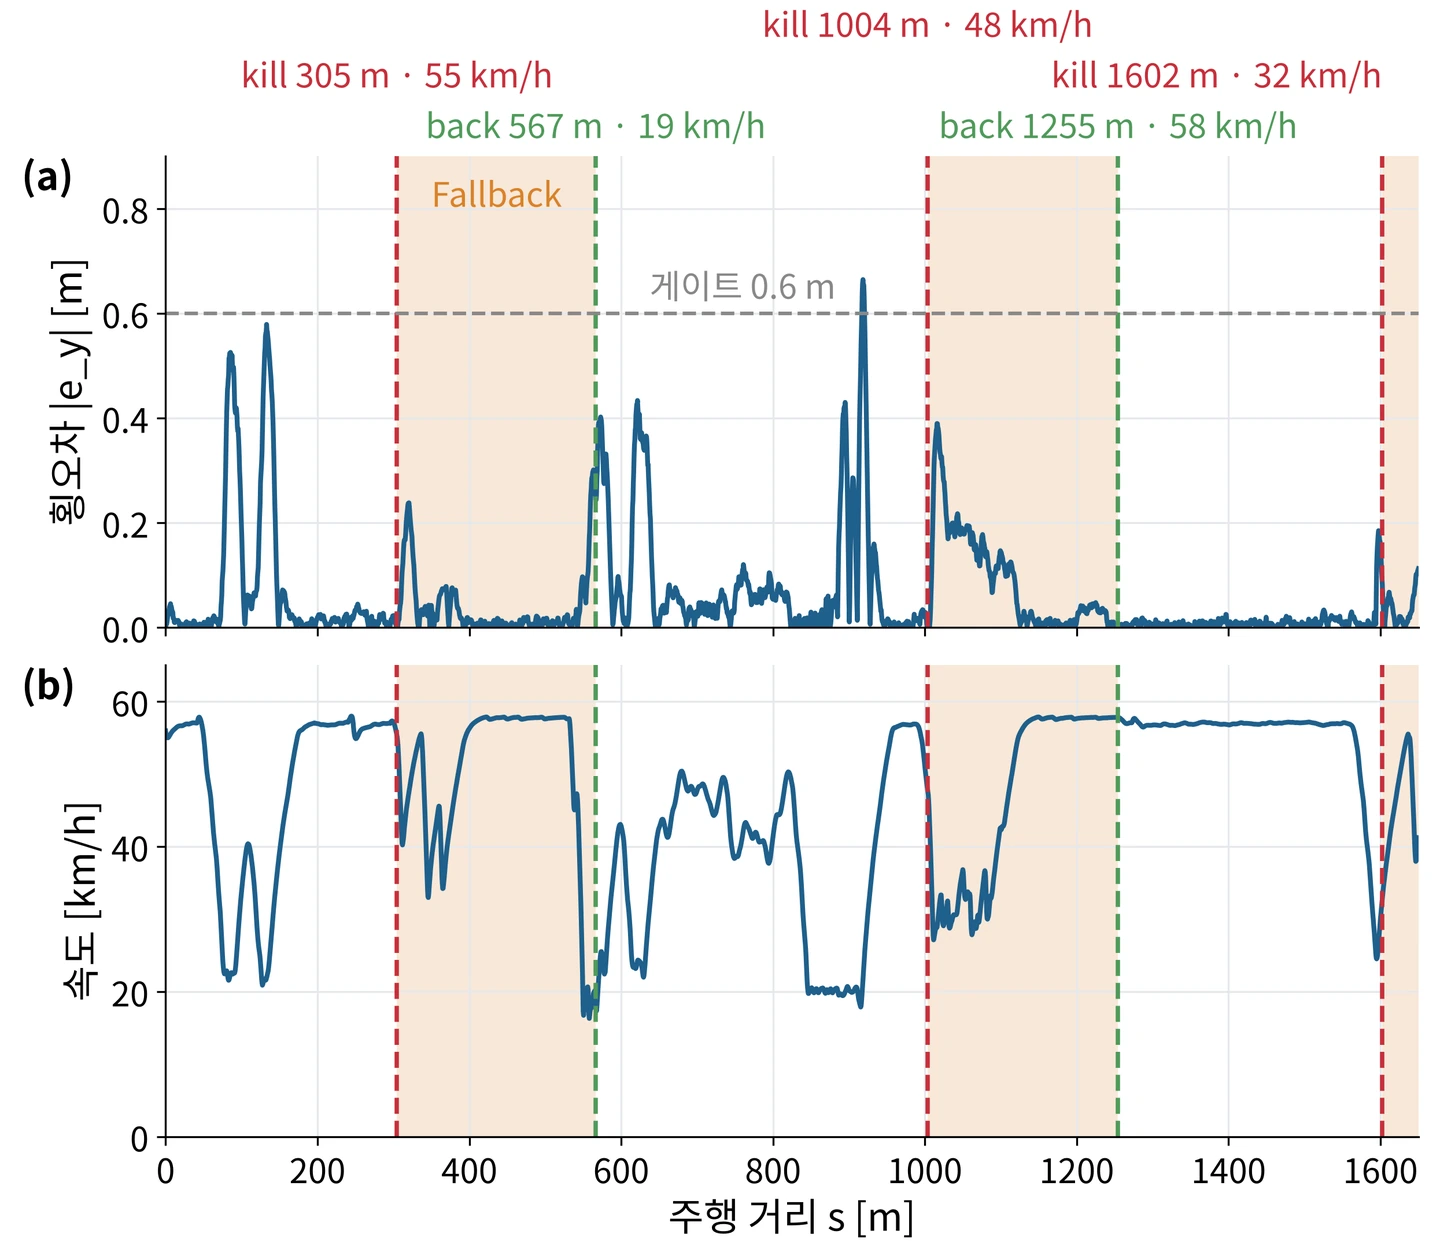 kill 1004 m · 48 km/h
kill 305 m · 55 km/h
kill 1602 m · 32 km/h
back 567 m · 19 km/h
back 1255 m · 58 km/h
(a)
Fallback
게이트 0.6 m
횡오차 |e_y| [m]
0.8
0.6
0.4
0.2
0.0
(b)
속도 [km/h]
60
40
20
0
0 200 400 600 800 1000 1200 1400 1600
주행 거리 s [m]